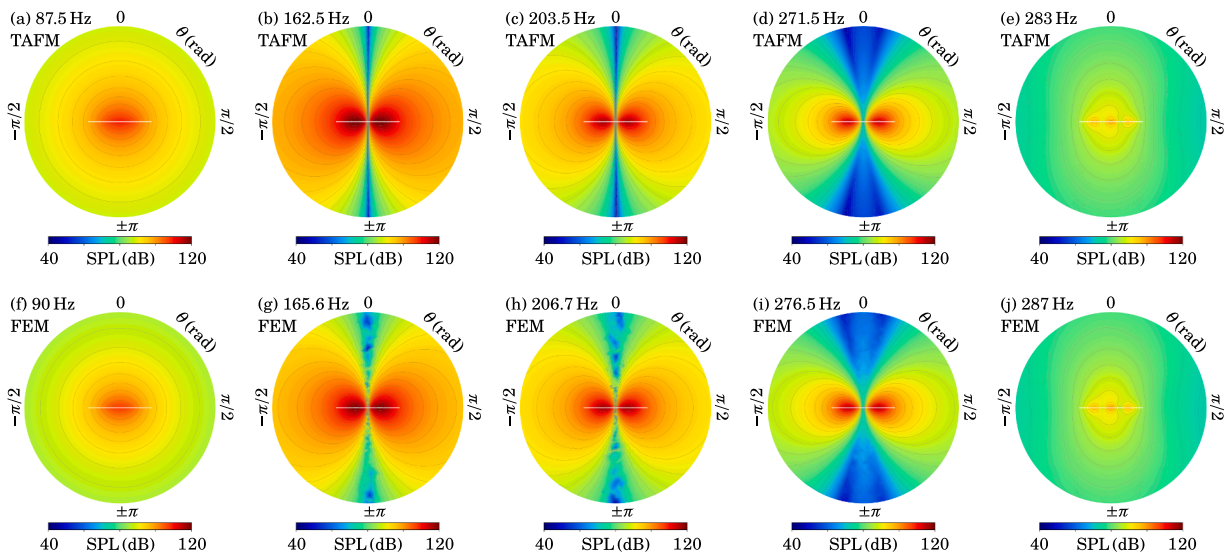 (a) 87.5 Hz
TAFM
0
θ (rad)
−π/2
π/2
±π
40
SPL (dB)
120
(b) 162.5 Hz
TAFM
0
θ (rad)
−π/2
π/2
±π
40
SPL (dB)
120
(c) 203.5 Hz
TAFM
0
θ (rad)
−π/2
π/2
±π
40
SPL (dB)
120
(d) 271.5 Hz
TAFM
0
θ (rad)
−π/2
π/2
±π
40
SPL (dB)
120
(e) 283 Hz
TAFM
0
θ (rad)
−π/2
π/2
±π
40
SPL (dB)
120
(f) 90 Hz
FEM
0
θ (rad)
−π/2
π/2
±π
40
SPL (dB)
120
(g) 165.6 Hz
FEM
0
θ (rad)
−π/2
π/2
±π
40
SPL (dB)
120
(h) 206.7 Hz
FEM
0
θ (rad)
−π/2
π/2
±π
40
SPL (dB)
120
(i) 276.5 Hz
FEM
0
θ (rad)
−π/2
π/2
±π
40
SPL (dB)
120
(j) 287 Hz
FEM
0
θ (rad)
−π/2
π/2
±π
40
SPL (dB)
120